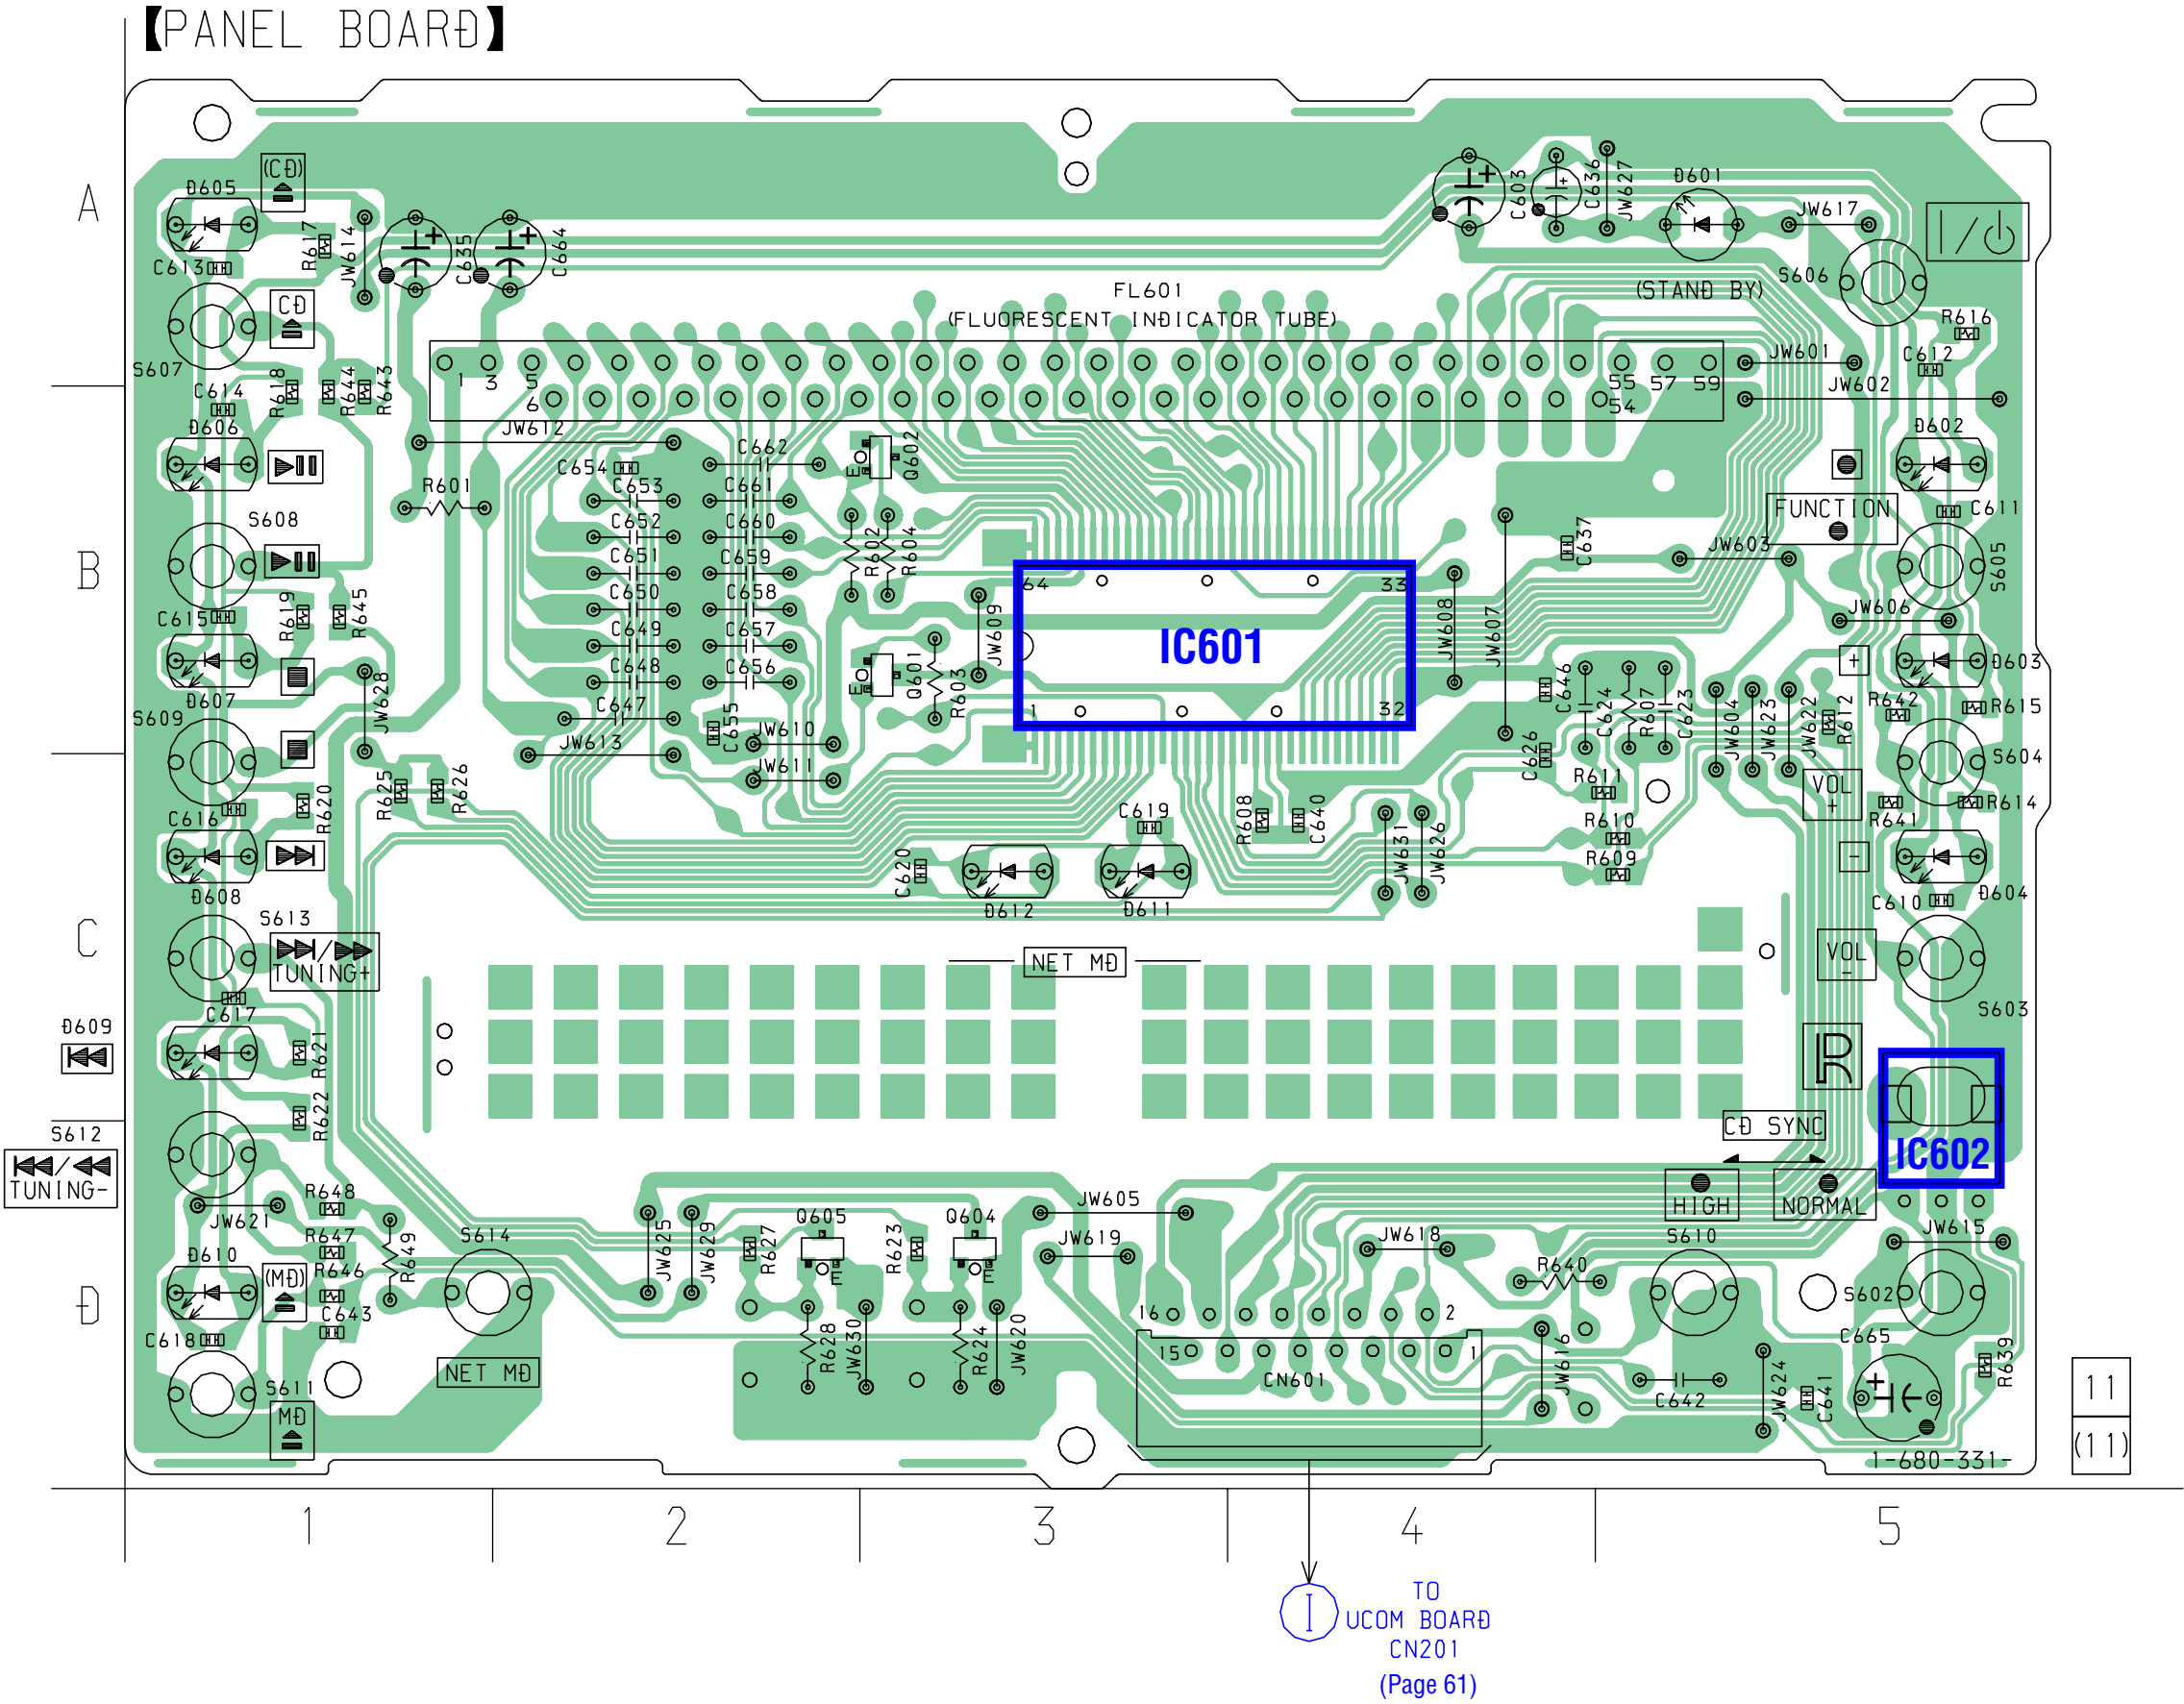 【PANEL BOARD】
A
(CD)
D605
C603
C636
JW627
D601
JW617
I/
R617
JW614
C635
C664
C613
S606
CD
FL601
(STAND BY)
(FLUORESCENT INDICATOR TUBE)
R616
S607
JW601
C612
1 3 5
55 57 59
JW602
C614
R618
R644
R643
6
54
D606
JW612
C662
Q602
D602
C654
E
C653
C661
R601
FUNCTION
C611
S608
C652
C660
C637
B
C651
C659
R602
R604
JW603
S605
64
33
C650
C658
JW609
JW608
JW607
JW606
C615
R619
R645
C649
C657
IC601
+
D603
C648
C656
E
Q601
R603
C646
C624
R607
C623
D607
JW628
R642
R615
S609
C647
C655
1
32
JW604
JW623
JW622
R612
JW613
JW610
C626
S604
JW611
R625
R626
R611
VOL
+
R620
C616
C619
R608
C640
R610
R641
R614
C620
JW631
JW626
R609
-
D608
D612
D611
C610
D604
C
S613
/
TUNING+
NET MD
VOL
-
C617
S603
D609
R621
R
R622
CD SYNC
S612
/
TUNING-
IC602
R648
JW605
HIGH
NORMAL
JW621
S614
Q605
Q604
R647
R649
JW625
JW629
R627
R623
JW619
JW618
S610
JW615
D610
(MD)
R646
E
E
R640
D
C643
16
2
S602
C618
R628
JW630
R624
JW620
15
1
JW616
C665
R639
NET MD
CN601
S611
C642
JW624
C641
MD
11
(11)
1-680-331-
1
2
3
4
5
I
TO
UCOM BOARD
CN201
(Page 61)